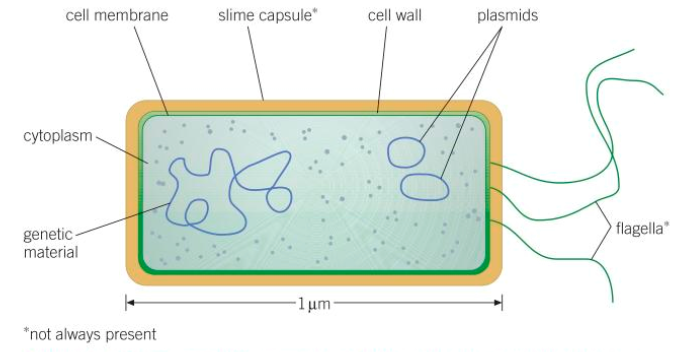 cell membrane
slime capsule*
cell wall
plasmids
cytoplasm
genetic
material
flagella*
1 μm
*not always present